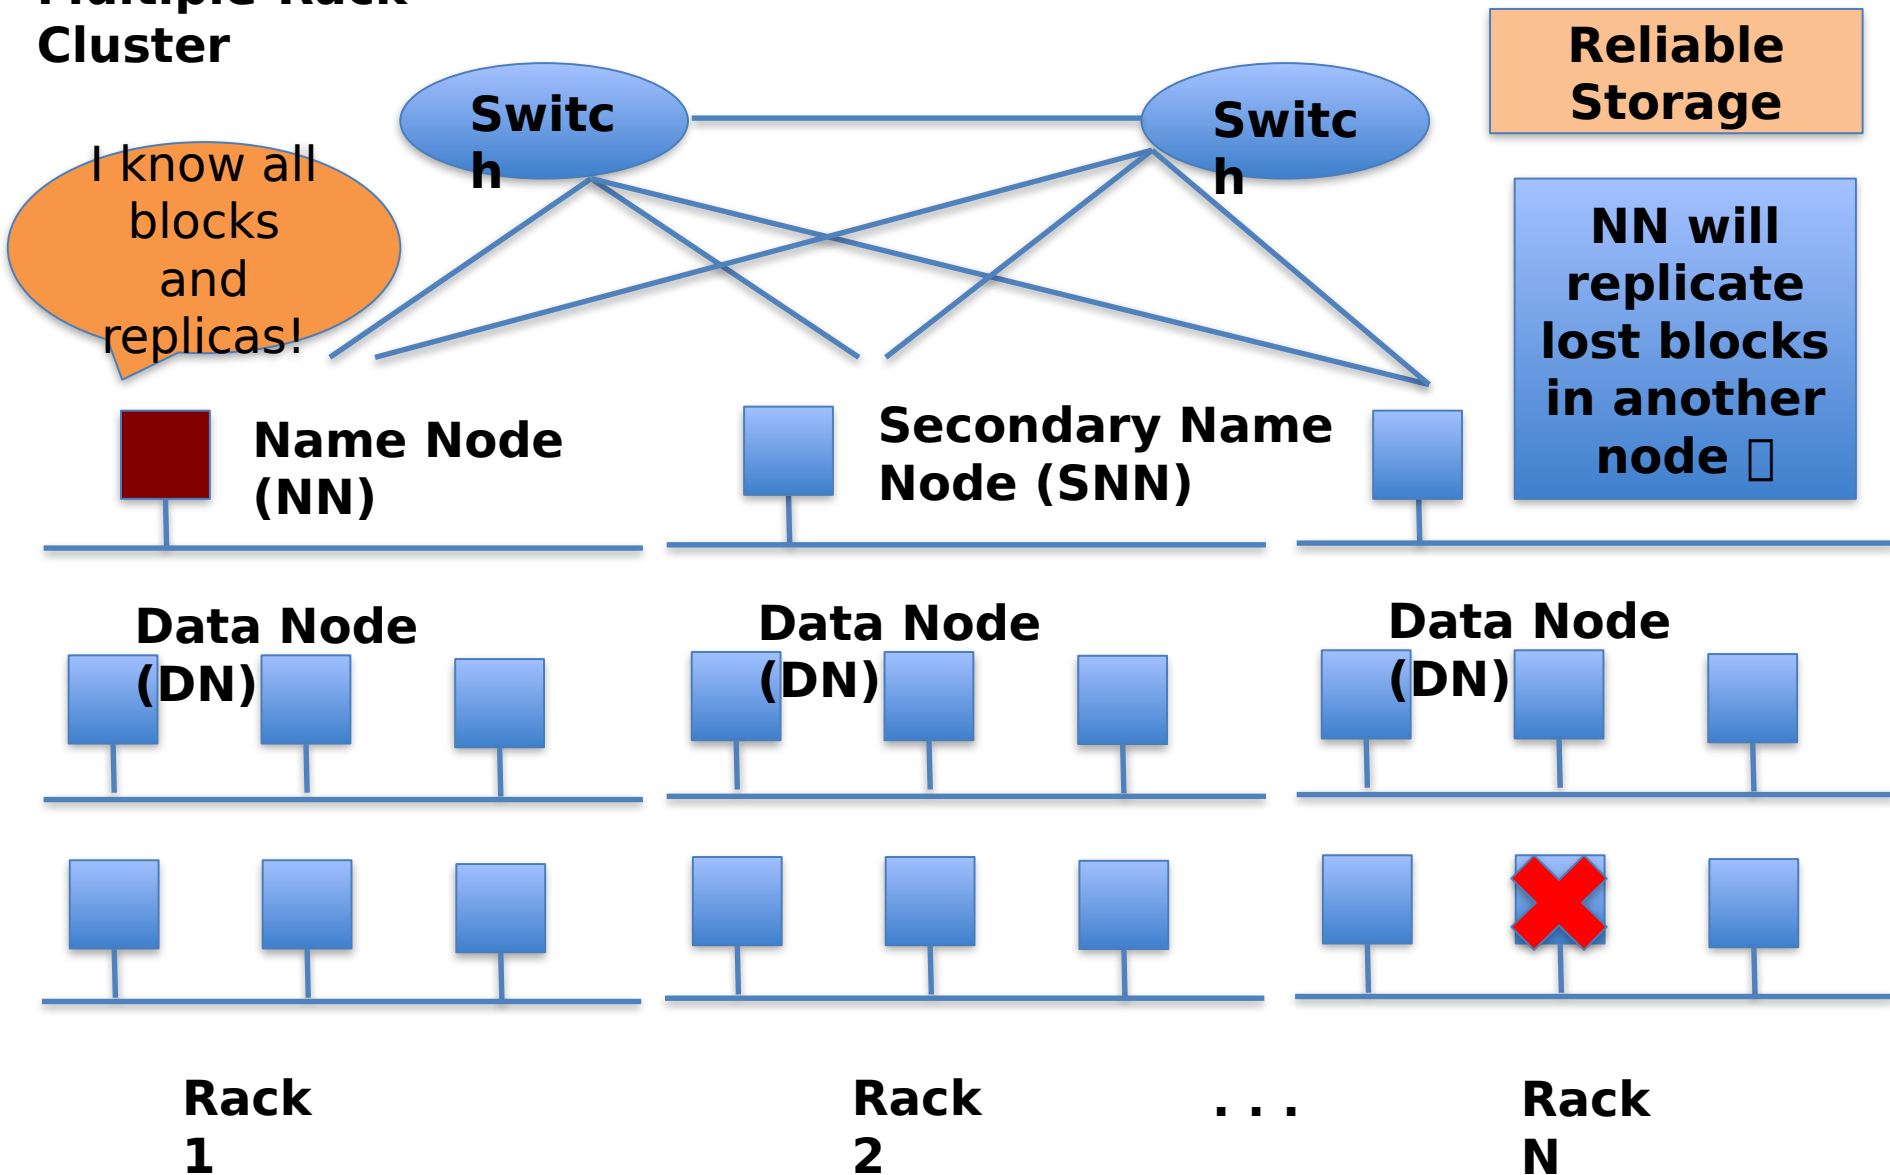 Multiple-Rack
Cluster
Reliable
Storage
Switc
h
Switc
h
I know all
blocks
and
replicas!
NN will
replicate
lost blocks
in another
node
Name Node
(NN)
Secondary Name
Node (SNN)
Data Node
(DN)
Data Node
(DN)
Data Node
(DN)
Rack
1
Rack
2
. . .
Rack
N